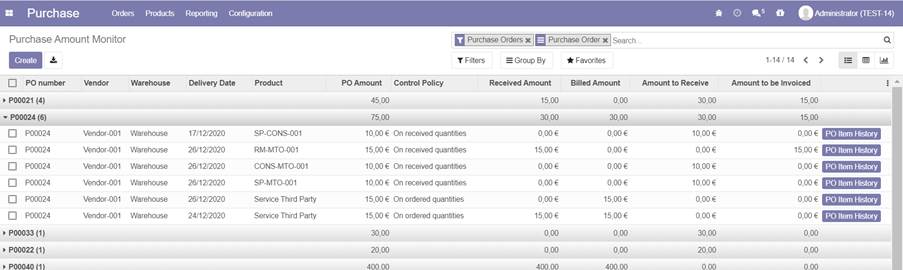 Purchase Orders Products Reporting Configuration 5 Administrator (TEST-14)
Purchase Amount Monitor Purchase Orders × Purchase Order × Search...
Create Filters Group By Favorites 1-14 / 14
PO number Vendor Warehouse Delivery Date Product PO Amount Control Policy Received Amount Billed Amount Amount to Receive Amount to be Invoiced
P00021 (4) 45,00 15,00 0,00 30,00 15,00
P00024 (6) 75,00 30,00 30,00 30,00 15,00
P00024 Vendor-001 Warehouse 17/12/2020 SP-CONS-001 10,00 € On received quantities 0,00 € 0,00 € 10,00 € 0,00 € PO Item History
P00024 Vendor-001 Warehouse 26/12/2020 RM-MTO-001 15,00 € On received quantities 15,00 € 0,00 € 0,00 € 15,00 € PO Item History
P00024 Vendor-001 Warehouse 26/12/2020 CONS-MTO-001 10,00 € On received quantities 0,00 € 0,00 € 10,00 € 0,00 € PO Item History
P00024 Vendor-001 Warehouse 26/12/2020 SP-MTO-001 10,00 € On received quantities 0,00 € 0,00 € 10,00 € 0,00 € PO Item History
P00024 Vendor-001 Warehouse 26/12/2020 Service Third Party 15,00 € On ordered quantities 0,00 € 15,00 € 0,00 € 0,00 € PO Item History
P00024 Vendor-001 Warehouse 24/12/2020 Service Third Party 15,00 € On ordered quantities 15,00 € 15,00 € 0,00 € 0,00 € PO Item History
P00033 (1) 30,00 0,00 0,00 30,00 0,00
P00022 (1) 20,00 0,00 0,00 20,00 0,00
P00040 (1) 400,00 400,00 400,00 0,00 0,00